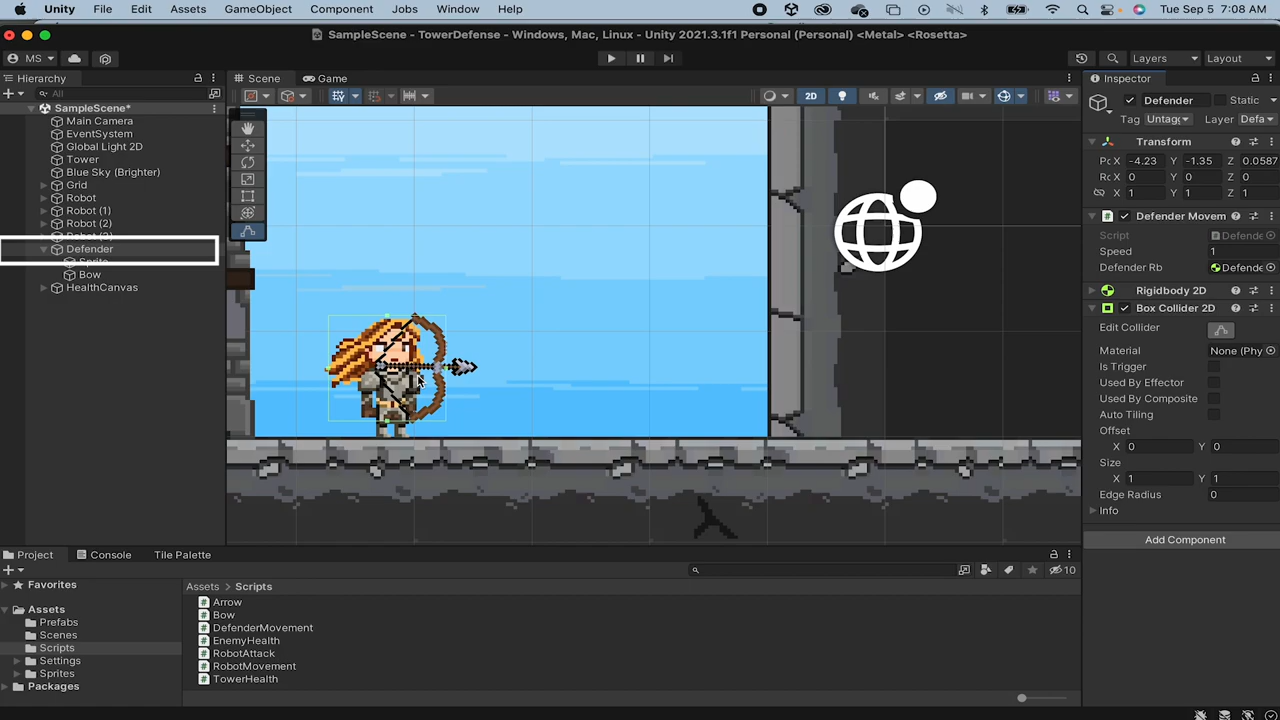 Unity File Edit Assets GameObject Component Jobs Window Help Tue Sep 5 7:08 AM
SampleScene - TowerDefense - Windows, Mac, Linux - Unity 2021.3.1f1 Personal (Personal) <Metal> <Rosetta>
MS Layers Layout
Hierarchy
All
SampleScene*
Main Camera
EventSystem
Global Light 2D
Tower
Blue Sky (Brighter)
Grid
Robot
Robot (1)
Robot (2)
Defender
Sprite
Bow
HealthCanvas
Scene Game
2D
Inspector
Defender Static
Tag Untagg Layer Defa
Transform
Pc X -4.23 Y -1.35 Z 0.0587
Rc X 0 Y 0 Z 0
X 1 Y 1 Z 1
Defender Movem
Script Defende
Speed 1
Defender Rb Defende
Rigidbody 2D
Box Collider 2D
Edit Collider
Material None (Phy
Is Trigger
Used By Effector
Used By Composite
Auto Tiling
Offset
X 0 Y 0
Size
X 1 Y 1
Edge Radius 0
Info
Add Component
Project Console Tile Palette
10
Favorites
Assets
Prefabs
Scenes
Scripts
Settings
Sprites
Packages
Assets > Scripts
Arrow
Bow
DefenderMovement
EnemyHealth
RobotAttack
RobotMovement
TowerHealth